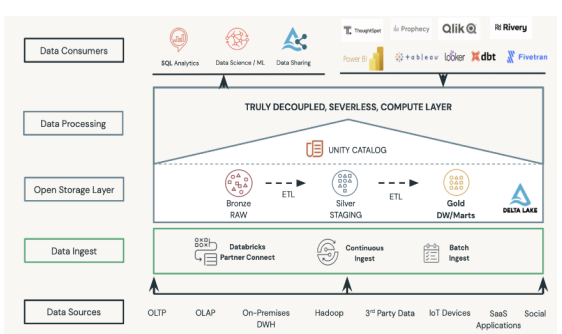 Data Consumers
SQL Analytics
Data Science / ML
Data Sharing
ThoughtSpot
Prophecy
Qlik
Rivery
Power BI
+ableau
looker
dbt
Fivetran
Data Processing
TRULY DECOUPLED, SEVERLESS, COMPUTE LAYER
UNITY CATALOG
Open Storage Layer
Bronze
RAW
ETL
Silver
STAGING
ETL
Gold
DW/Marts
DELTA LAKE
Data Ingest
Databricks
Partner Connect
Continuous
Ingest
Batch
Ingest
Data Sources
OLTP
OLAP
On-Premises
DWH
Hadoop
3rd Party Data
IoT Devices
SaaS
Applications
Social